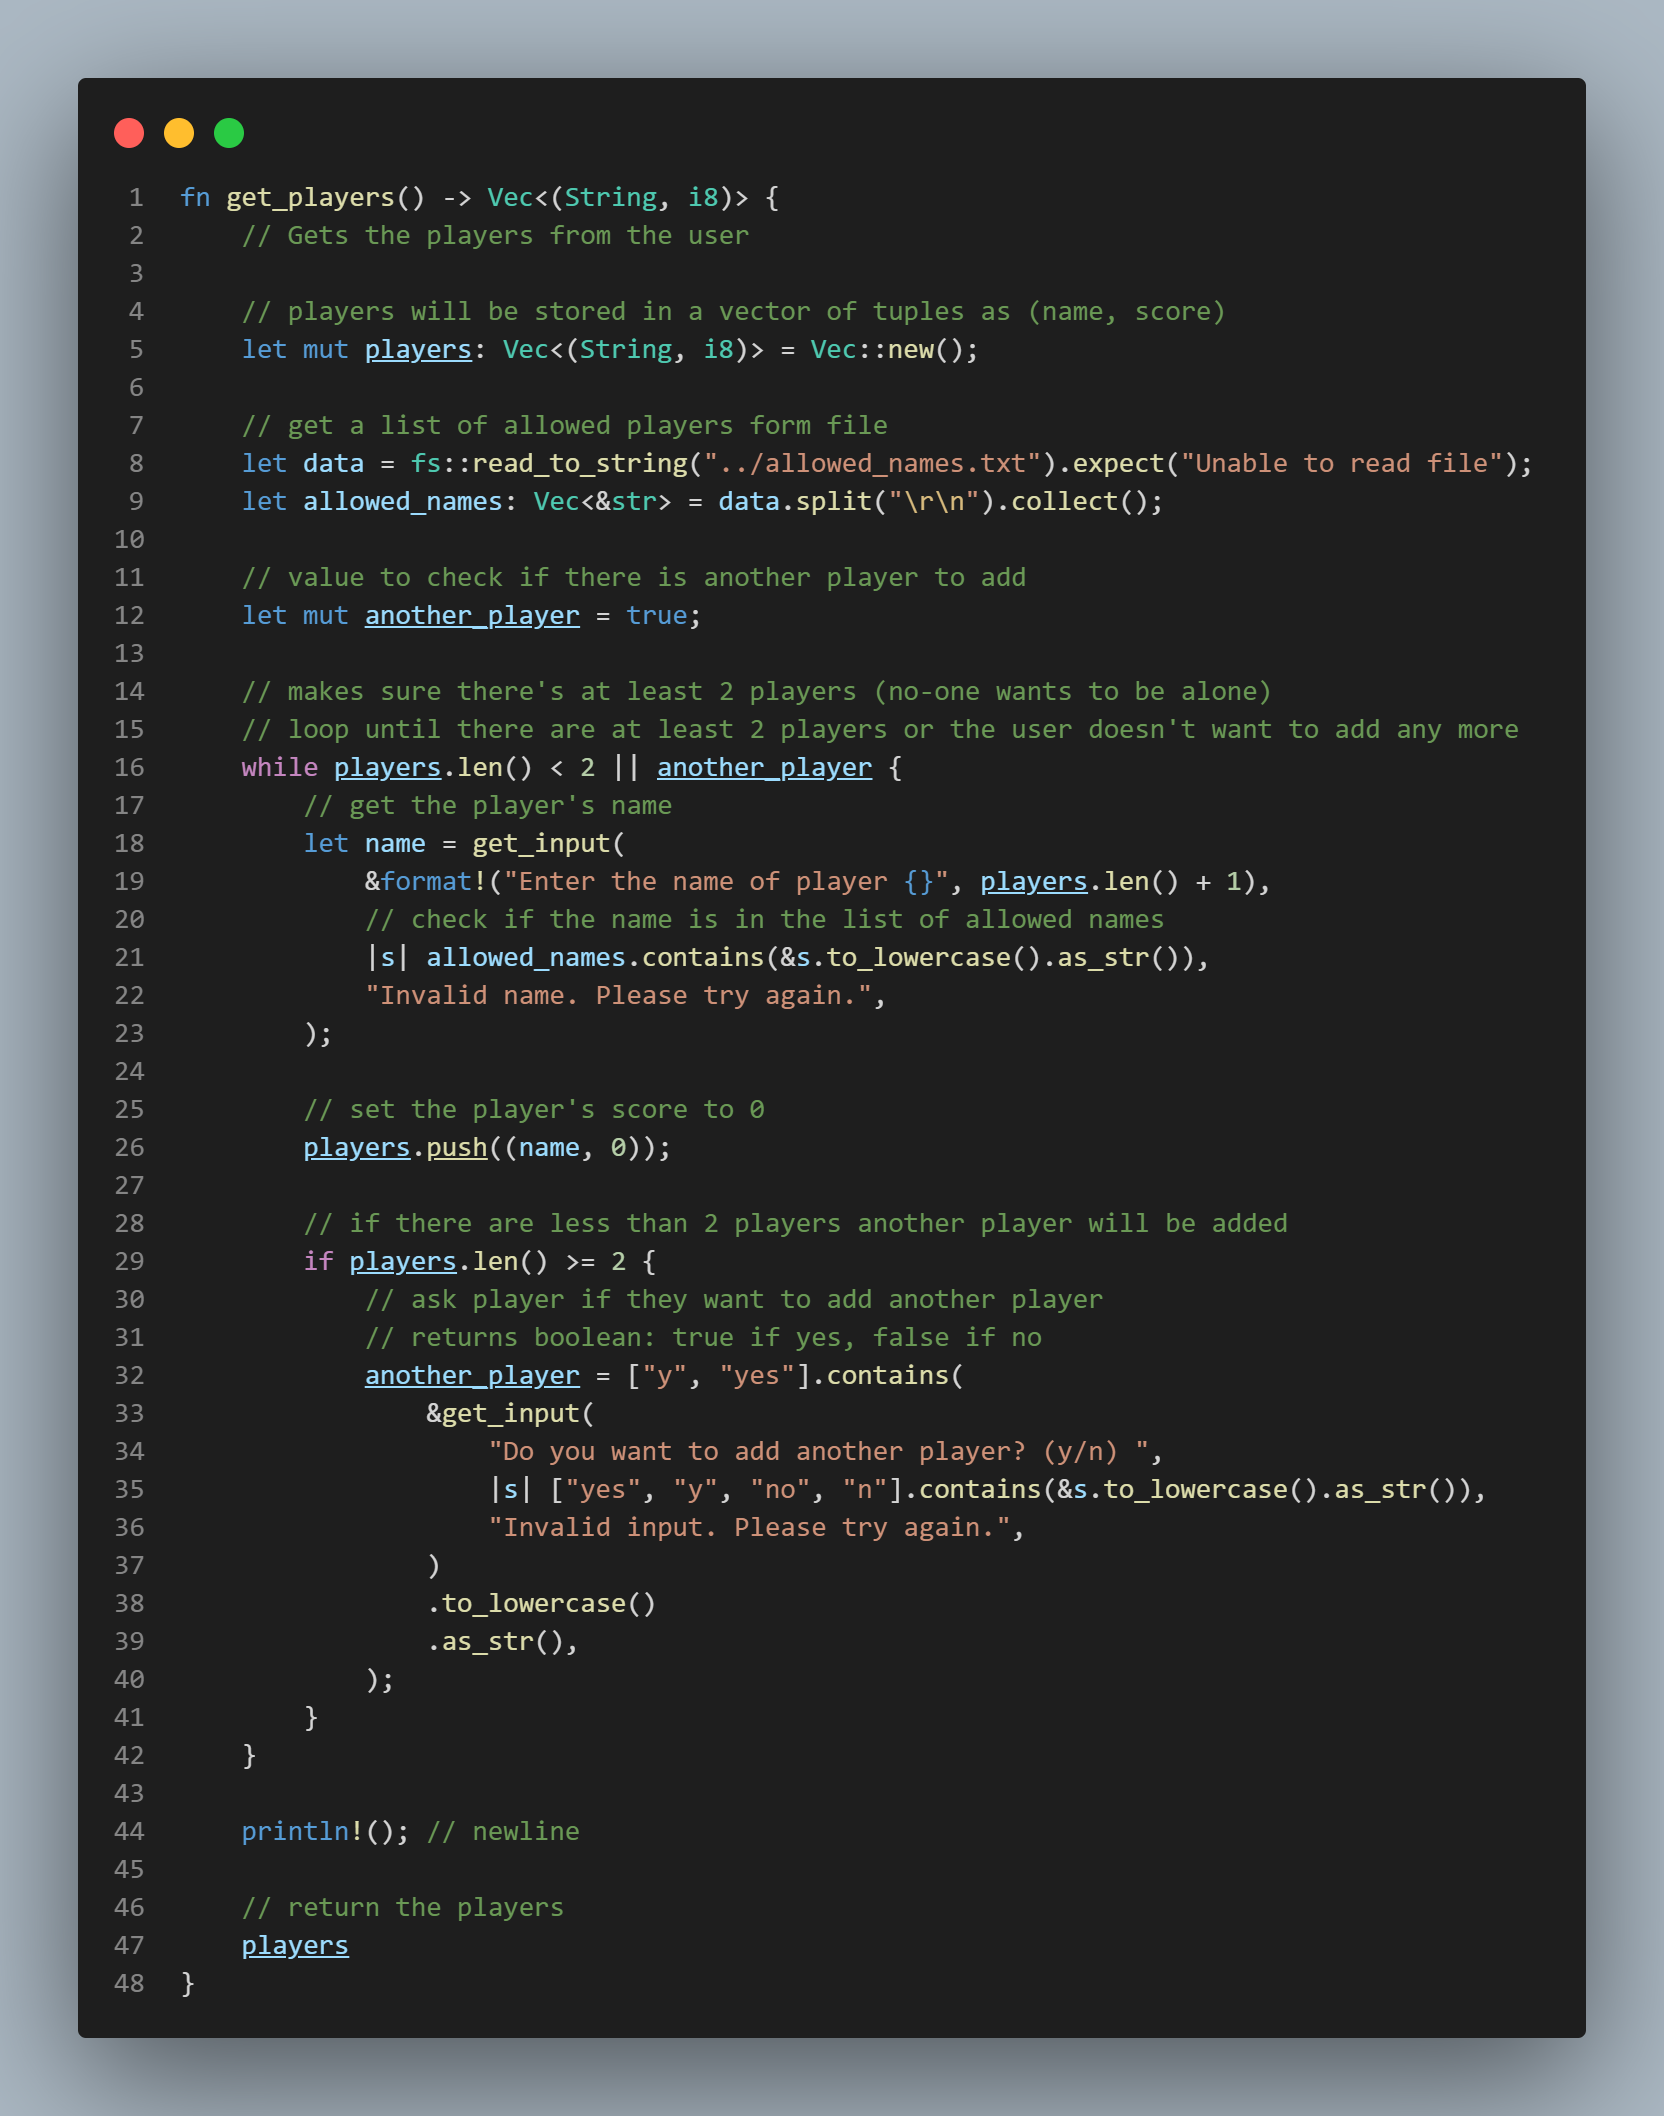 1 fn get_players() -> Vec<(String, i8)> {
2     // Gets the players from the user
3
4     // players will be stored in a vector of tuples as (name, score)
5     let mut players: Vec<(String, i8)> = Vec::new();
6
7     // get a list of allowed players form file
8     let data = fs::read_to_string("../allowed_names.txt").expect("Unable to read file");
9     let allowed_names: Vec<&str> = data.split("\r\n").collect();
10
11     // value to check if there is another player to add
12     let mut another_player = true;
13
14     // makes sure there's at least 2 players (no-one wants to be alone)
15     // loop until there are at least 2 players or the user doesn't want to add any more
16     while players.len() < 2 || another_player {
17         // get the player's name
18         let name = get_input(
19             &format!("Enter the name of player {}", players.len() + 1),
20             // check if the name is in the list of allowed names
21             |s| allowed_names.contains(&s.to_lowercase().as_str()),
22             "Invalid name. Please try again.",
23         );
24
25         // set the player's score to 0
26         players.push((name, 0));
27
28         // if there are less than 2 players another player will be added
29         if players.len() >= 2 {
30             // ask player if they want to add another player
31             // returns boolean: true if yes, false if no
32             another_player = ["y", "yes"].contains(
33                 &get_input(
34                     "Do you want to add another player? (y/n) ",
35                     |s| ["yes", "y", "no", "n"].contains(&s.to_lowercase().as_str()),
36                     "Invalid input. Please try again.",
37                 )
38                 .to_lowercase()
39                 .as_str(),
40             );
41         }
42     }
43
44     println!(); // newline
45
46     // return the players
47     players
48 }